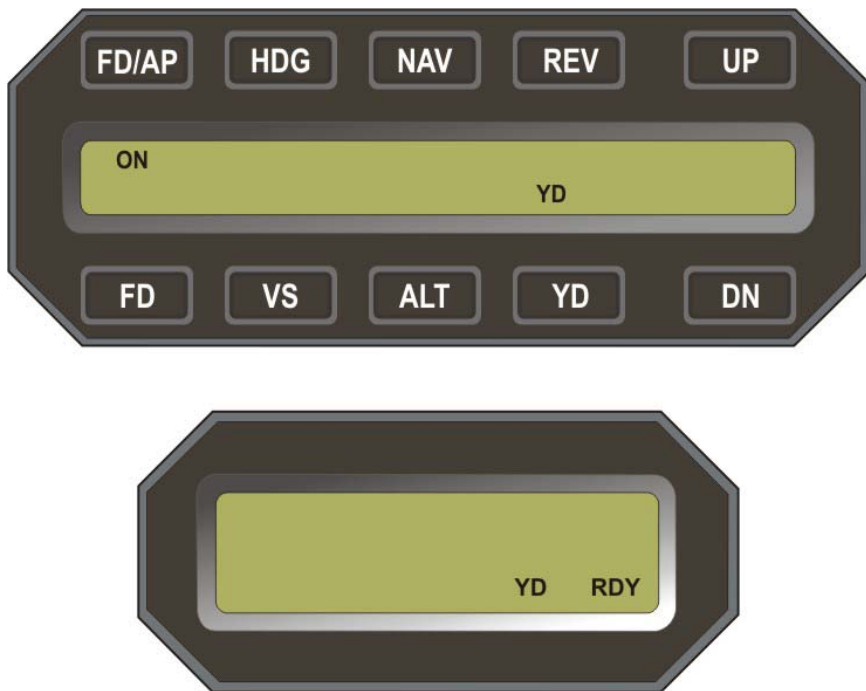 FD/AP HDG NAV REV UP
ON
YD
FD VS ALT YD DN
YD RDY